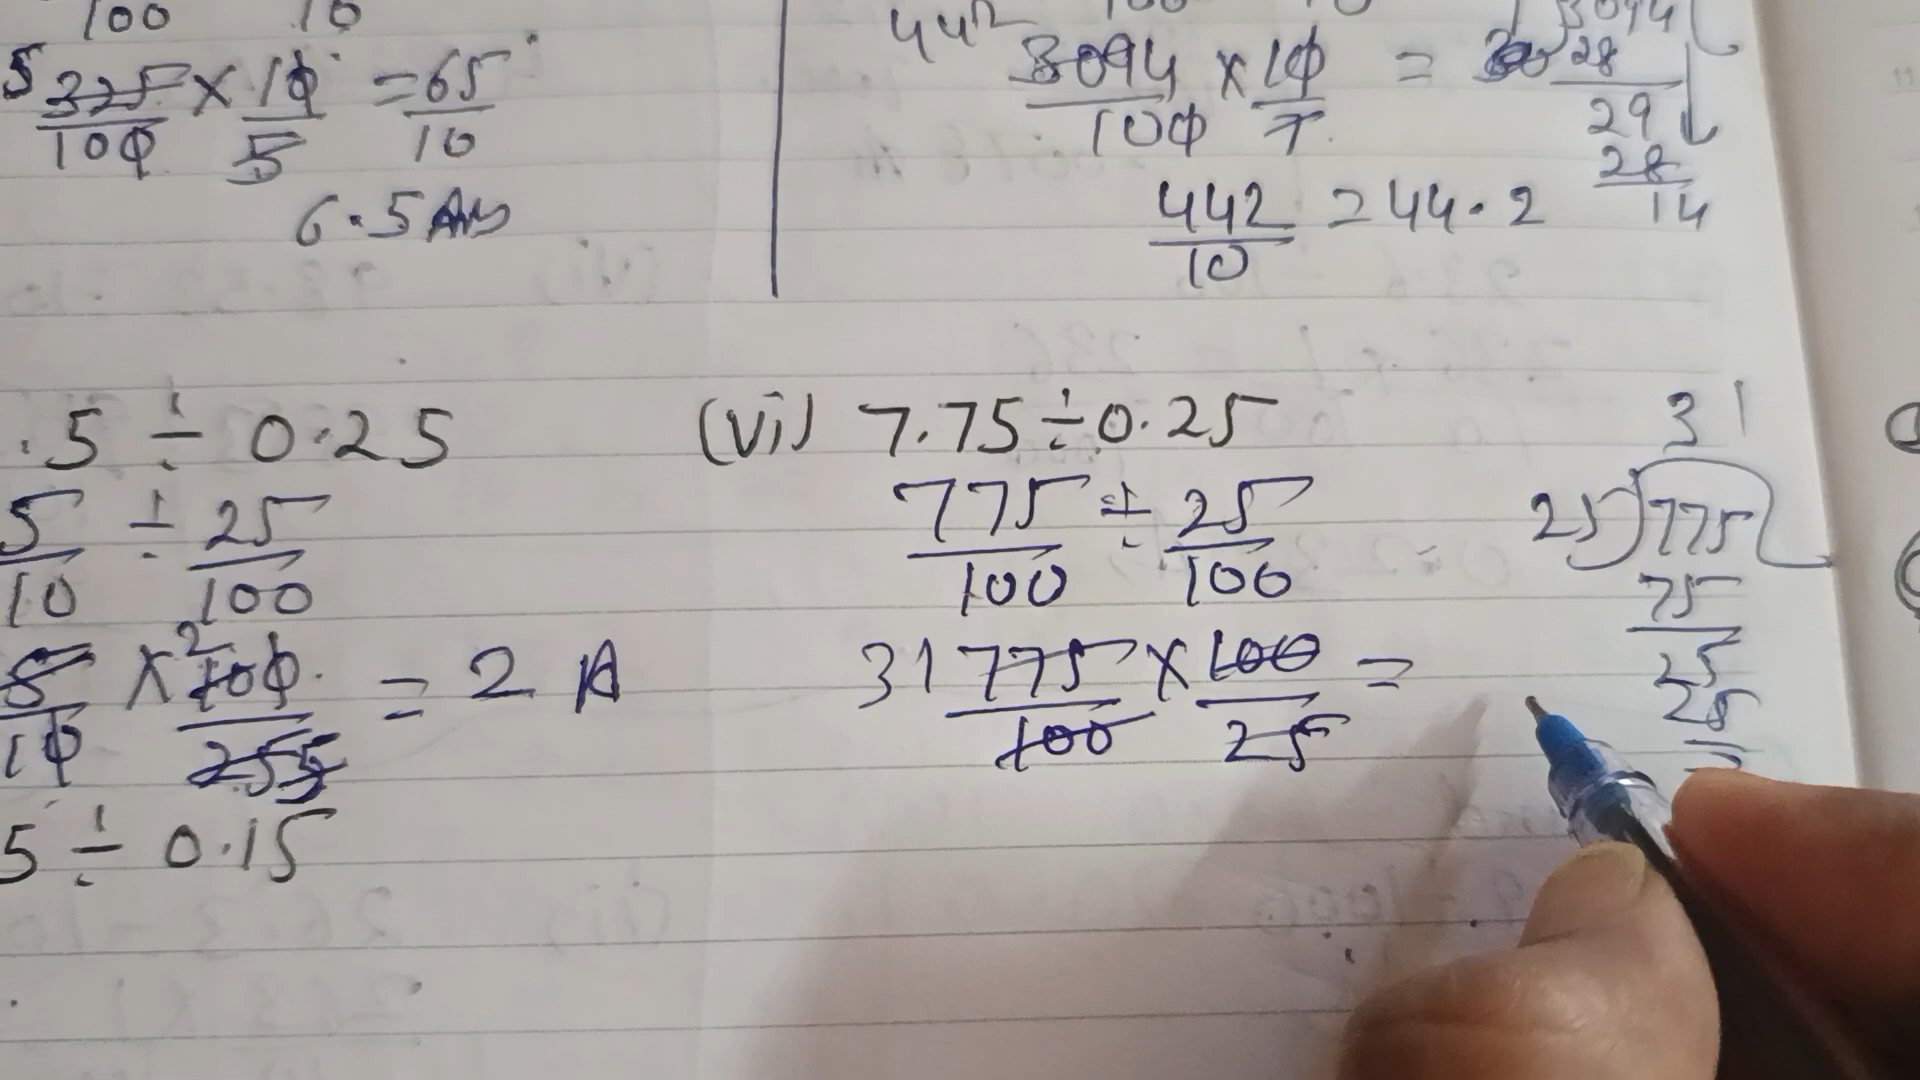 100 10
5 325/100 × 10/5 = 65/10
6.5 Ans
442 3094/100 × 10/7 =
3094
28
29
28
14
442/10 = 44.2
.5 ÷ 0.25
5/10 ÷ 25/100
5/10 × 2 100/25 5 = 2 A
5 ÷ 0.15
(vi) 7.75 ÷ 0.25
775/100 ÷ 25/100
31 775/100 × 100/25 =
31
25)775(
75
25
25